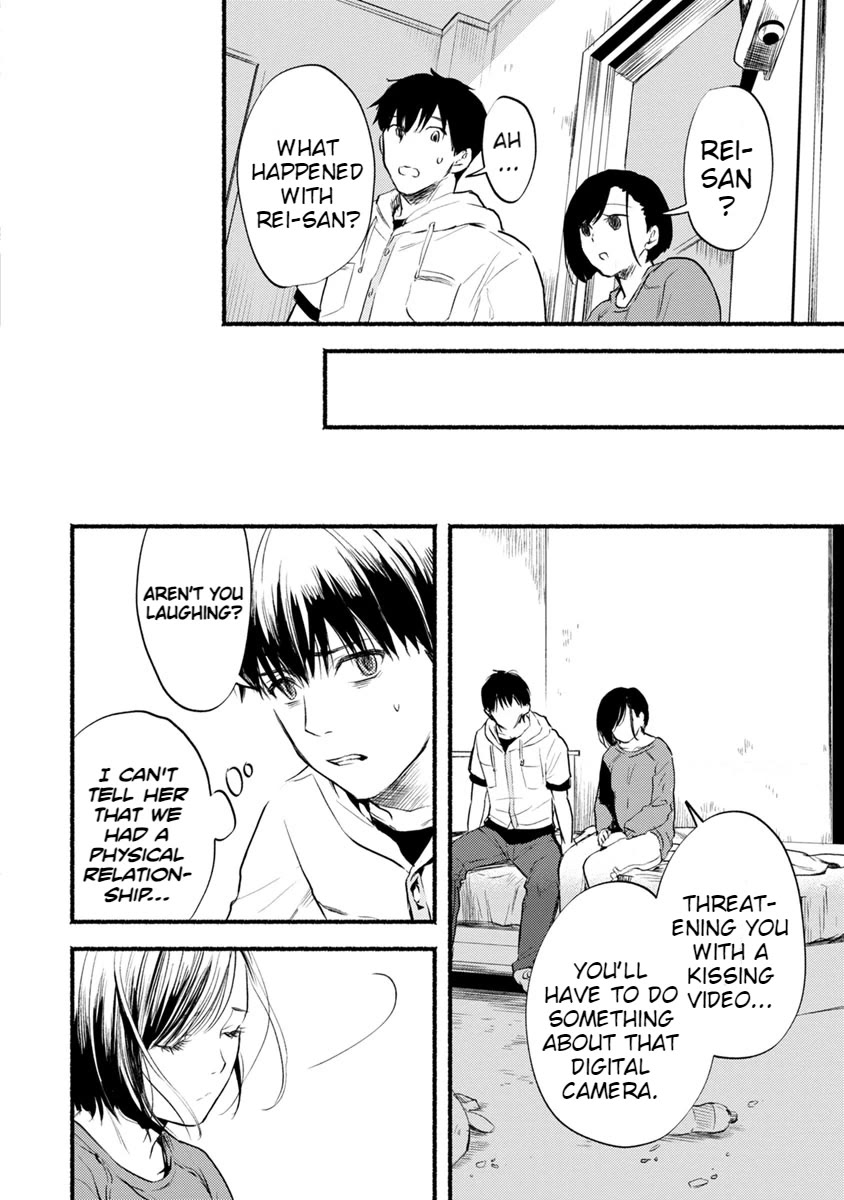 REI-
SAN
?
AH
...
WHAT
HAPPENED
WITH
REI-SAN?
THREAT-
ENING YOU
WITH A
KISSING
VIDEO...
YOU'LL
HAVE TO DO
SOMETHING
ABOUT THAT
DIGITAL
CAMERA.
AREN'T YOU
LAUGHING?
I CAN'T
TELL HER
THAT WE
HAD A
PHYSICAL
RELATION-
SHIP...